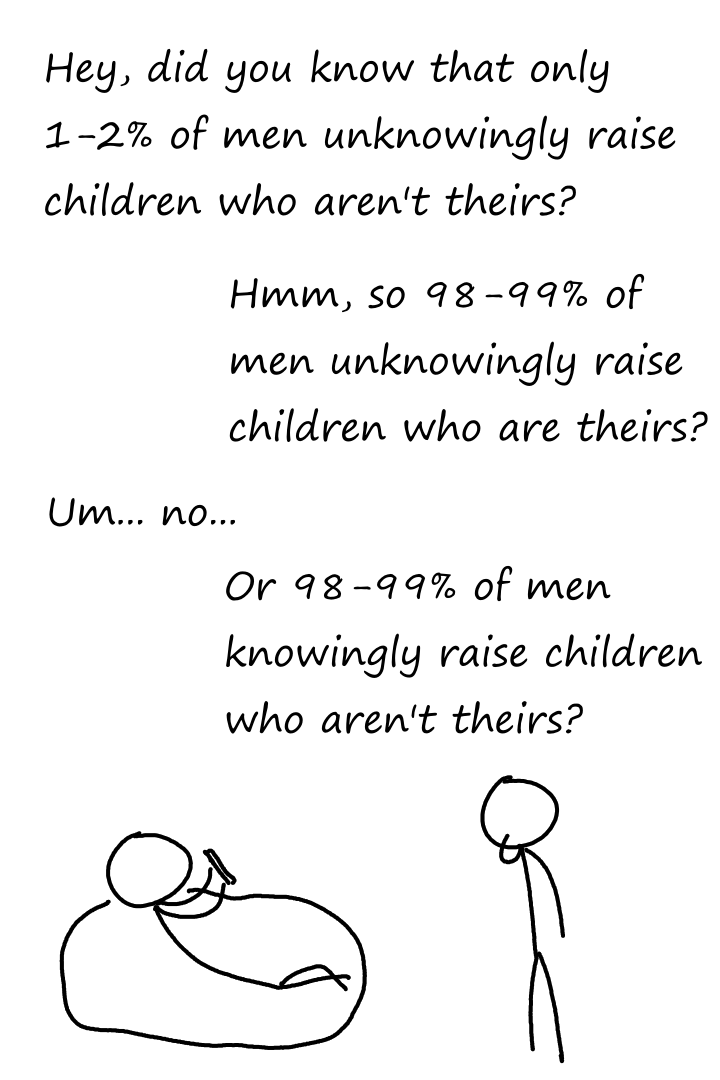 Hey, did you know that only
1-2% of men unknowingly raise
children who aren't theirs?
Hmm, so 98-99% of
men unknowingly raise
children who are theirs?
Um... no...
Or 98-99% of men
knowingly raise children
who aren't theirs?